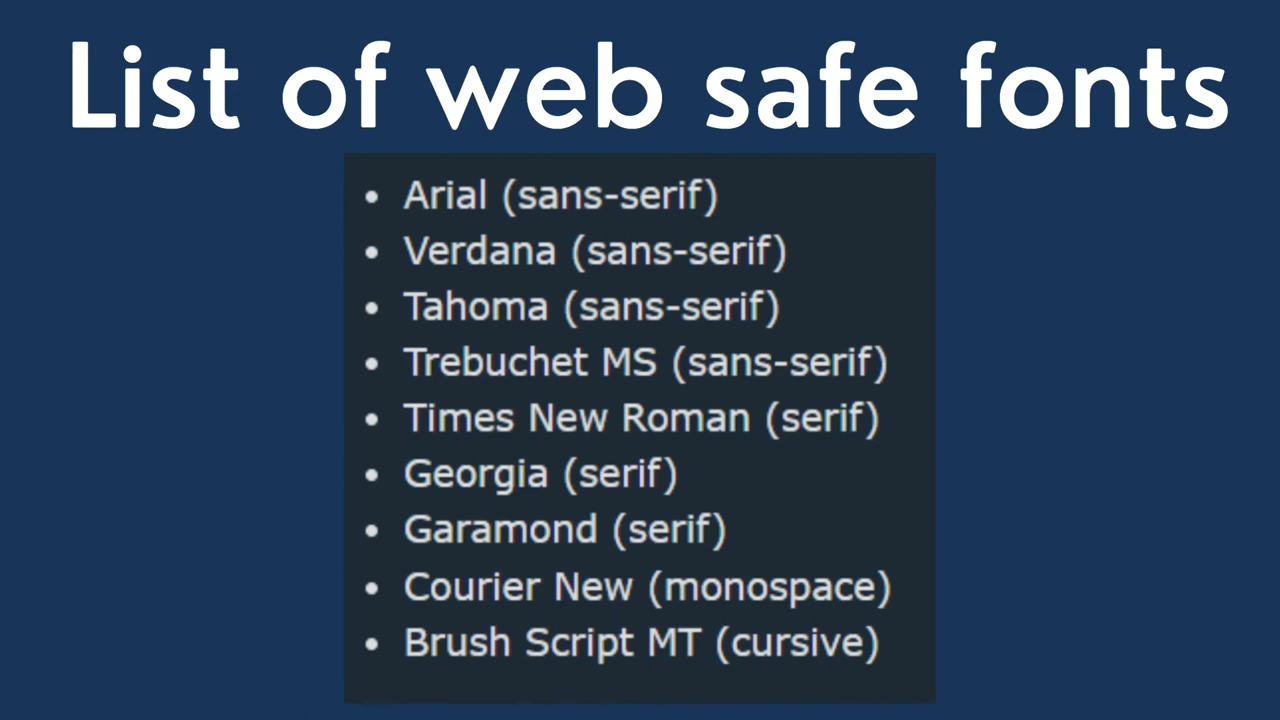 List of web safe fonts
• Arial (sans-serif)
• Verdana (sans-serif)
• Tahoma (sans-serif)
• Trebuchet MS (sans-serif)
• Times New Roman (serif)
• Georgia (serif)
• Garamond (serif)
• Courier New (monospace)
• Brush Script MT (cursive)